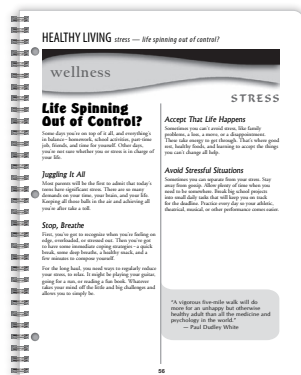 HEALTHY LIVING stress — life spinning out of control?
wellness
STRESS
Life Spinning
Out of Control?
Some days you're on top of it all, and everything's
in balance - homework, school activities, part-time
job, friends, and time for yourself. Other days,
you're not sure whether you or stress is in charge of
your life.
Juggling It All
Most parents will be the first to admit that today's
teens have significant stress. There are so many
demands on your time, your brain, and your life.
Keeping all those balls in the air and achieving all
you're after take a toll.
Stop, Breathe
First, you've got to recognize when you're feeling on
edge, overloaded, or stressed out. Then you've got
to have some immediate coping strategies - a quick
break, some deep breaths, a healthy snack, and a
few minutes to compose yourself.
For the long haul, you need ways to regularly reduce
your stress, to relax. It might be playing your guitar,
going for a run, or reading a fun book. Whatever
takes your mind off the little and big challenges and
allows you to simply be.
Accept That Life Happens
Sometimes you can't avoid stress, like family
problems, a loss, a move, or a disappointment.
These take energy to get through. That's where good
rest, healthy foods, and learning to accept the things
you can't change all help.
Avoid Stressful Situations
Sometimes you can separate from your stress. Stay
away from gossip. Allow plenty of time when you
need to be somewhere. Break big school projects
into small daily tasks that will keep you on track
for the deadline. Practice every day so your athletic,
theatrical, musical, or other performance comes easier.
"A vigorous five-mile walk will do
more for an unhappy but otherwise
healthy adult than all the medicine and
psychology in the world."
— Paul Dudley White
56